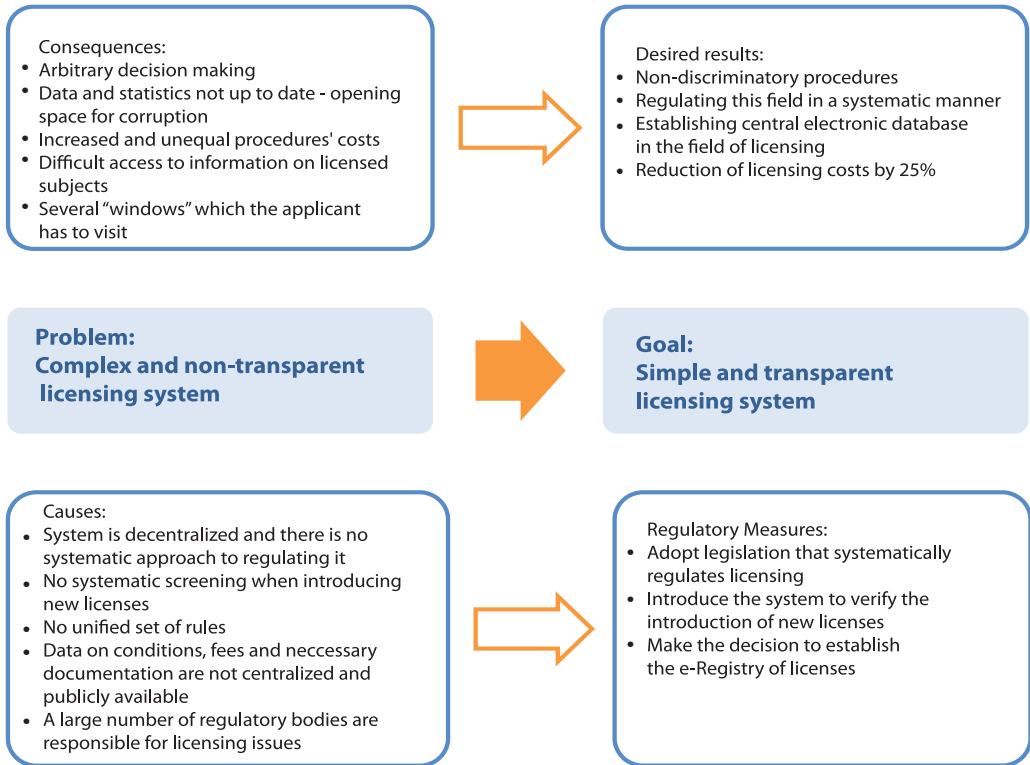 Consequences:
• Arbitrary decision making
• Data and statistics not up to date - opening
space for corruption
• Increased and unequal procedures' costs
• Difficult access to information on licensed
subjects
• Several “windows” which the applicant
has to visit
Desired results:
• Non-discriminatory procedures
• Regulating this field in a systematic manner
• Establishing central electronic database
in the field of licensing
• Reduction of licensing costs by 25%
Problem:
Complex and non-transparent
licensing system
Goal:
Simple and transparent
licensing system
Causes:
• System is decentralized and there is no
systematic approach to regulating it
• No systematic screening when introducing
new licenses
• No unified set of rules
• Data on conditions, fees and neccessary
documentation are not centralized and
publicly available
• A large number of regulatory bodies are
responsible for licensing issues
Regulatory Measures:
• Adopt legislation that systematically
regulates licensing
• Introduce the system to verify the
introduction of new licenses
• Make the decision to establish
the e-Registry of licenses